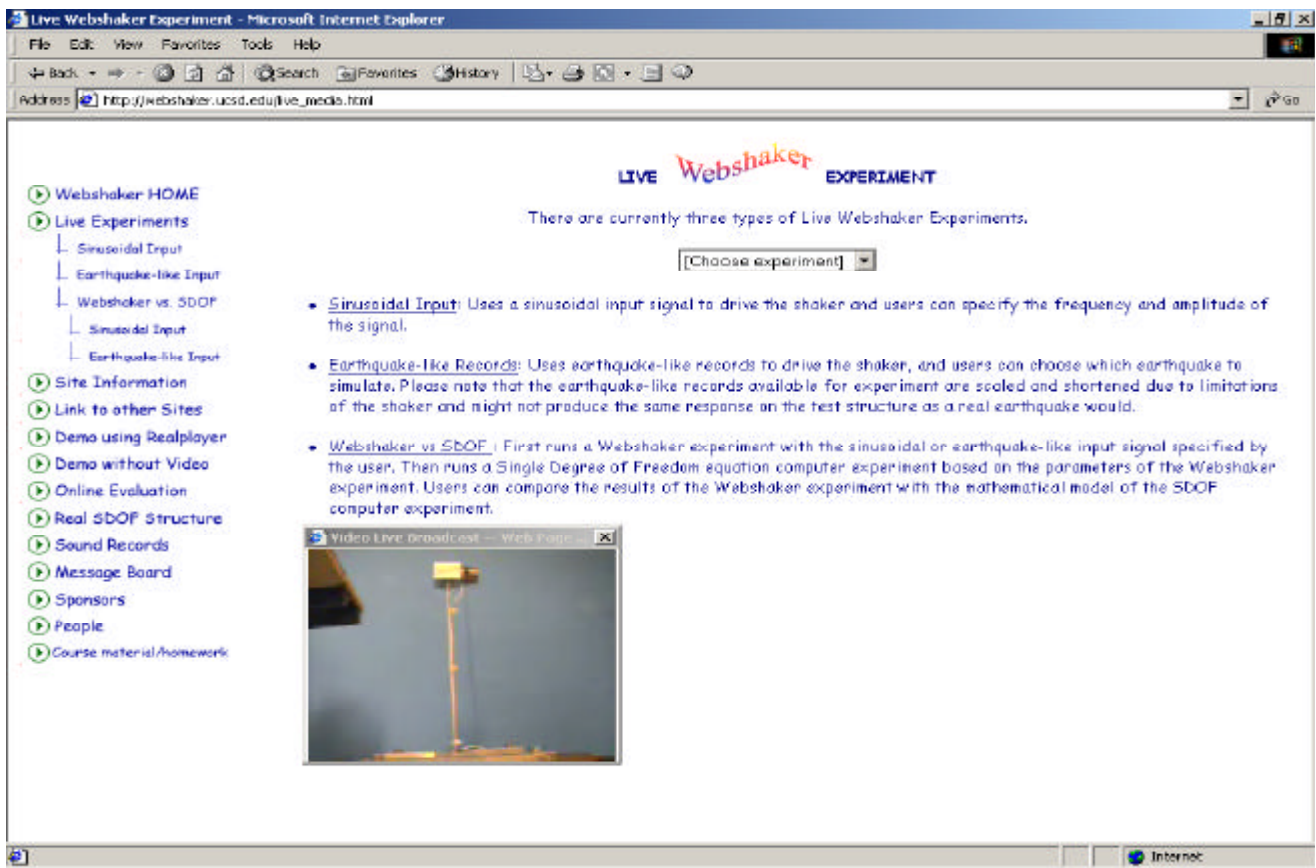 Live Webshaker Experiment - Microsoft Internet Explorer
File Edit View Favorites Tools Help
Back Search Favorites History
Address http://webshaker.ucsd.edu/live_media.html Go
LIVE Webshaker EXPERIMENT
There are currently three types of Live Webshaker Experiments.
[Choose experiment]
Webshaker HOME
Live Experiments
Sinusoidal Input
Earthquake-like Input
Webshaker vs. SDOF
Sinusoidal Input
Earthquake-like Input
Site Information
Link to other Sites
Demo using Realplayer
Demo without Video
Online Evaluation
Real SDOF Structure
Sound Records
Message Board
Sponsors
People
Course material/homework
• Sinusoidal Input: Uses a sinusoidal input signal to drive the shaker and users can specify the frequency and amplitude of
the signal.
• Earthquake-like Records: Uses earthquake-like records to drive the shaker, and users can choose which earthquake to
simulate. Please note that the earthquake-like records available for experiment are scaled and shortened due to limitations
of the shaker and might not produce the same response on the test structure as a real earthquake would.
• Webshaker vs SDOF : First runs a Webshaker experiment with the sinusoidal or earthquake-like input signal specified by
the user. Then runs a Single Degree of Freedom equation computer experiment based on the parameters of the Webshaker
experiment. Users can compare the results of the Webshaker experiment with the mathematical model of the SDOF
computer experiment.
Video Live Broadcast -- Web Page ...
Internet